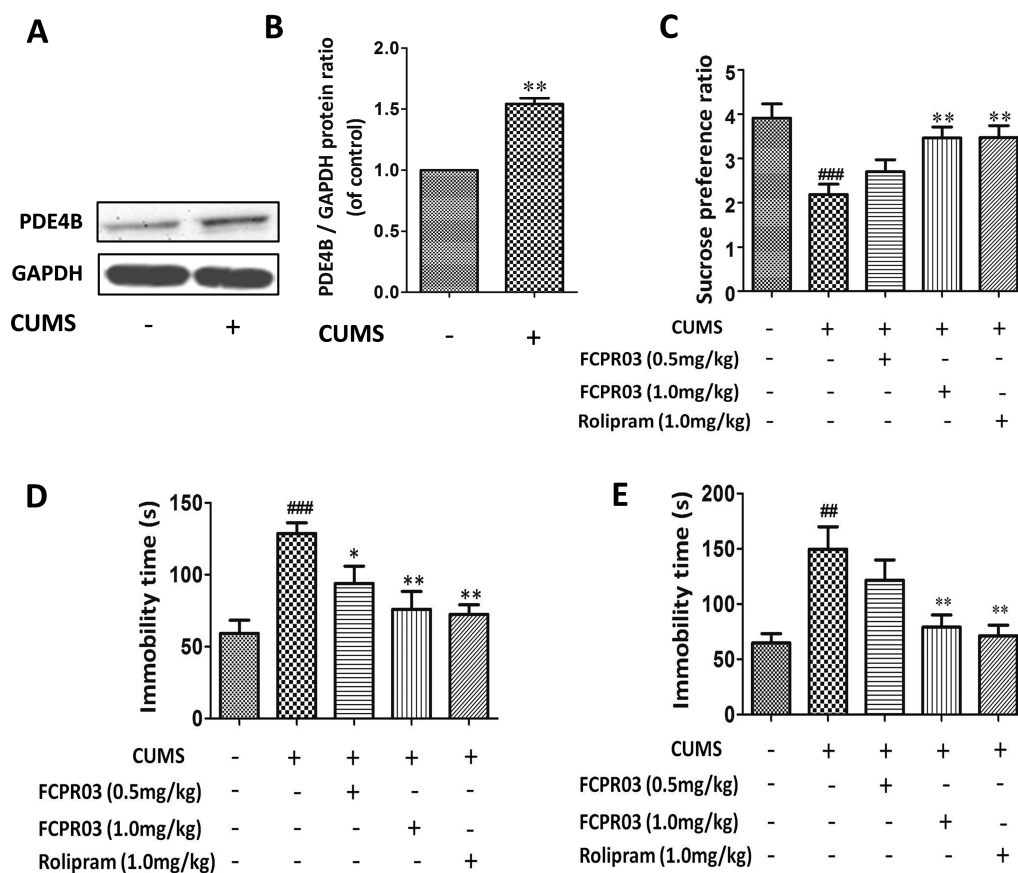 A
PDE4B
GAPDH
CUMS - +
B
PDE4B / GAPDH protein ratio
(of control)
2.0
1.5
1.0
0.5
0.0
**
CUMS - +
C
Sucrose preference ratio
5
4
3
2
1
0
###
** **
CUMS - + + + +
FCPR03 (0.5mg/kg) - - + - -
FCPR03 (1.0mg/kg) - - - + -
Rolipram (1.0mg/kg) - - - - +
D
Immobility time (s)
150
100
50
0
###
*
**
**
CUMS - + + + +
FCPR03 (0.5mg/kg) - - + - -
FCPR03 (1.0mg/kg) - - - + -
Rolipram (1.0mg/kg) - - - - +
E
Immobility time (s)
200
150
100
50
0
##
**
**
CUMS - + + + +
FCPR03 (0.5mg/kg) - - + - -
FCPR03 (1.0mg/kg) - - - + -
Rolipram (1.0mg/kg) - - - - +